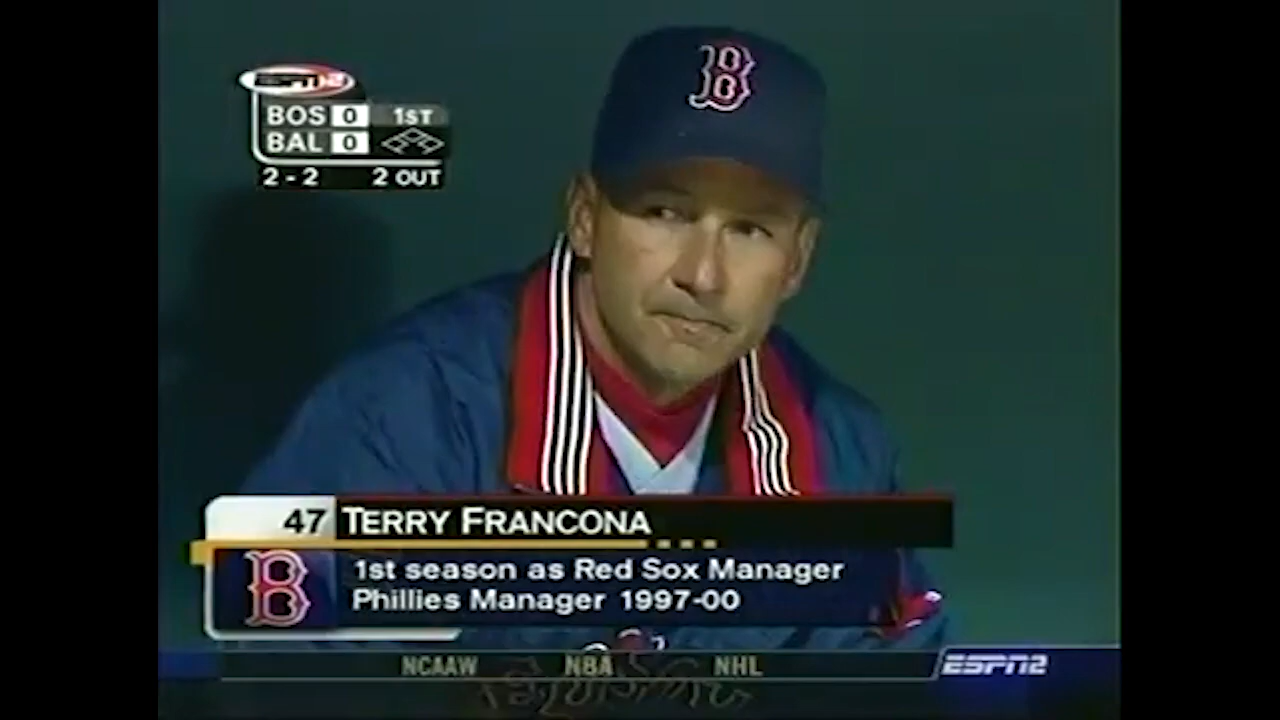 B
ESPN2
BOS 0 1ST
BAL 0
2 - 2 2 OUT
47 TERRY FRANCONA
B
1st season as Red Sox Manager
Phillies Manager 1997-00
NCAAW NBA NHL ESPN2